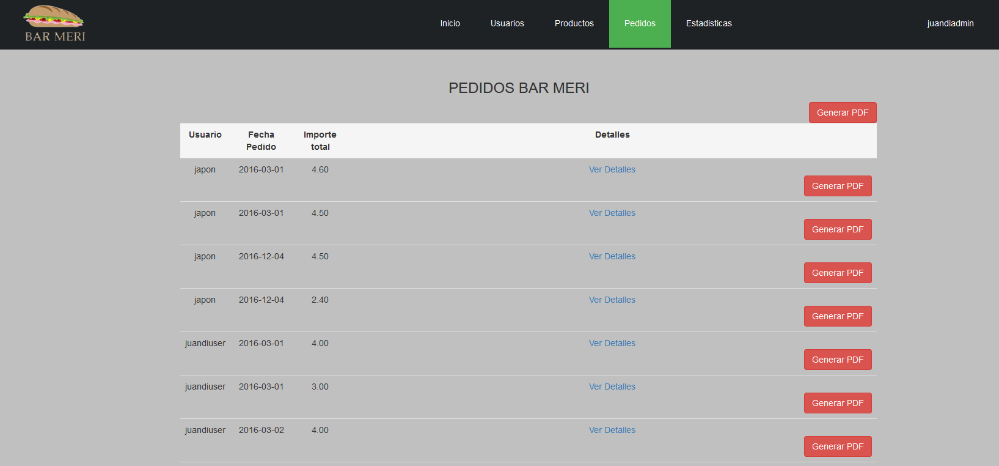 BAR MERI
Inicio Usuarios Productos Pedidos Estadisticas juandiadmin
PEDIDOS BAR MERI
Generar PDF
Usuario Fecha Pedido Importe total Detalles
japon 2016-03-01 4.60 Ver Detalles
Generar PDF
japon 2016-03-01 4.50 Ver Detalles
Generar PDF
japon 2016-12-04 4.50 Ver Detalles
Generar PDF
japon 2016-12-04 2.40 Ver Detalles
Generar PDF
juandiuser 2016-03-01 4.00 Ver Detalles
Generar PDF
juandiuser 2016-03-01 3.00 Ver Detalles
Generar PDF
juandiuser 2016-03-02 4.00 Ver Detalles
Generar PDF